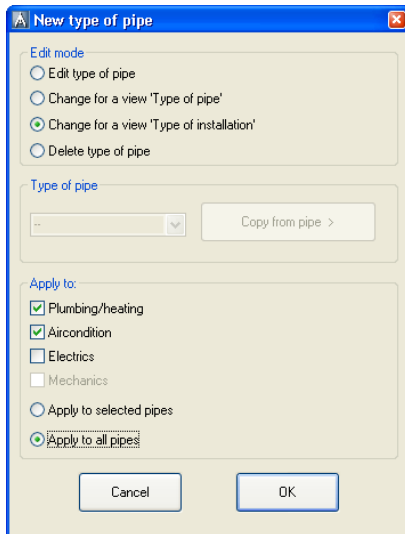 New type of pipe
Edit mode
Edit type of pipe
Change for a view 'Type of pipe'
Change for a view 'Type of installation'
Delete type of pipe
Type of pipe
--
Copy from pipe >
Apply to:
Plumbing/heating
Aircondition
Electrics
Mechanics
Apply to selected pipes
Apply to all pipes
Cancel OK